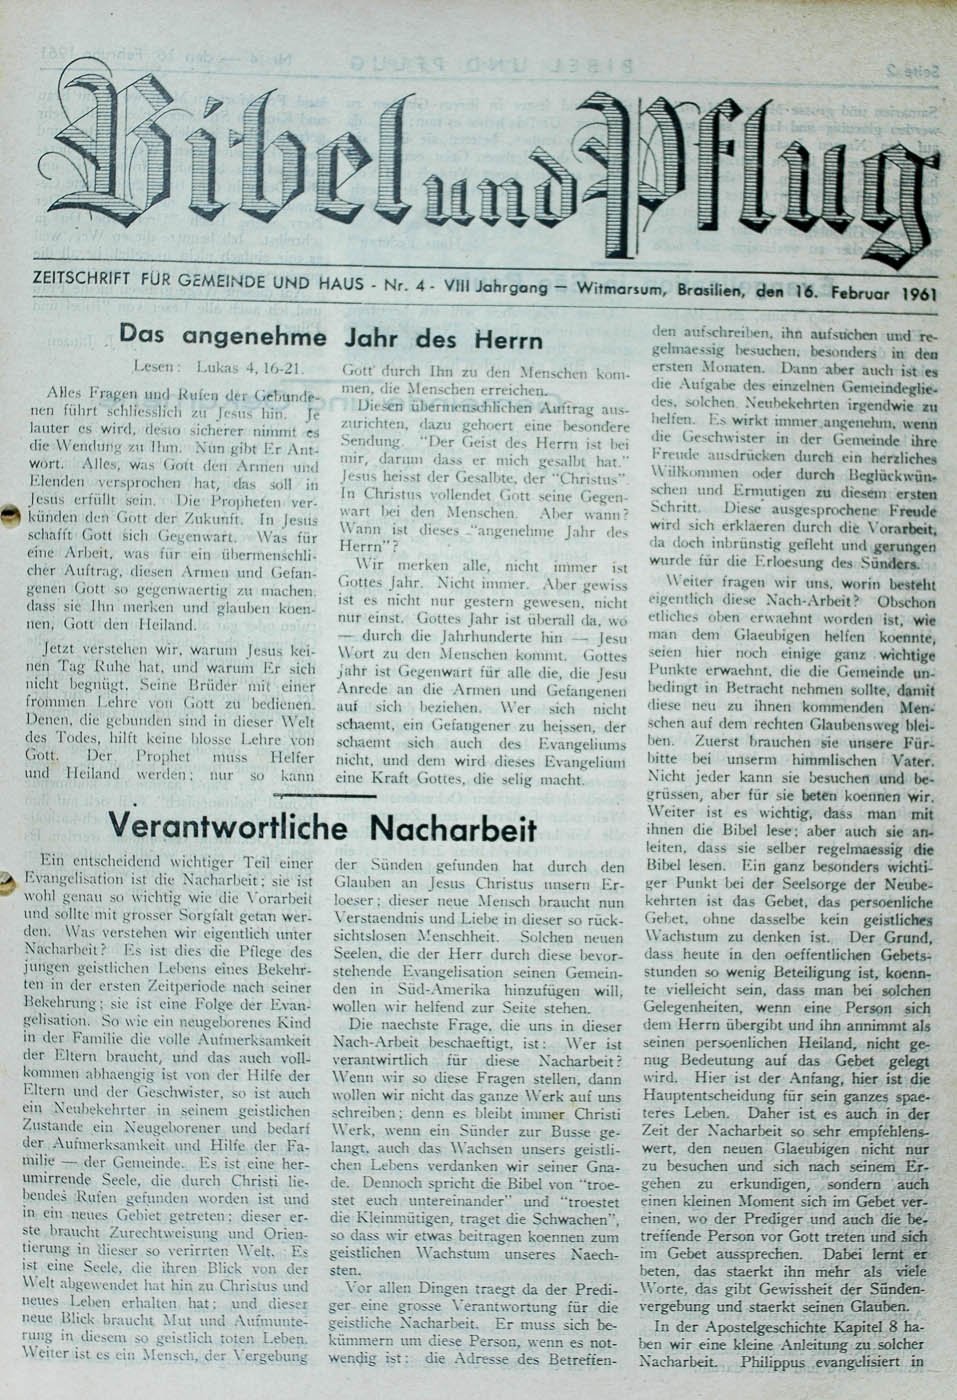 Bibel und Pflug
ZEITSCHRIFT FÜR GEMEINDE UND HAUS - Nr. 4 - VIII Jahrgang — Witmarsum, Brasilien, den 16. Februar 1961
Das angenehme Jahr des Herrn
Lesen: Lukas 4, 16-21.
Alles Fragen und Rufen der Gebunde-
nen führt schliesslich zu Jesus hin. Je
lauter es wird, desto sicherer nimmt es
die Wendung zu Ihm. Nun gibt Er Ant-
wort. Alles, was Gott den Armen und
Elenden versprochen hat, das soll in
Jesus erfüllt sein. Die Propheten ver-
künden den Gott der Zukunft. In Jesus
schafft Gott sich Gegenwart. Was für
eine Arbeit, was für ein übermenschli-
cher Auftrag, diesen Armen und Gefan-
genen Gott so gegenwaertig zu machen,
dass sie Ihn merken und glauben koen-
nen, Gott den Heiland.
Jetzt verstehen wir, warum Jesus kei-
nen Tag Ruhe hat, und warum Er sich
nicht begnügt, Seine Brüder mit einer
frommen Lehre von Gott zu bedienen.
Denen, die gebunden sind in dieser Welt
des Todes, hilft keine blosse Lehre von
Gott. Der Prophet muss Helfer
und Heiland werden; nur so kann
Gott durch Ihn zu den Menschen kom-
men, die Menschen erreichen.
Diesen übermenschlichen Auftrag aus-
zurichten, dazu gehoert eine besondere
Sendung. "Der Geist des Herrn ist bei
mir, darum dass er mich gesalbt hat."
Jesus heisst der Gesalbte, der "Christus".
In Christus vollendet Gott seine Gegen-
wart bei den Menschen. Aber wann?
Wann ist dieses "angenehme Jahr des
Herrn"?
Wir merken alle, nicht immer ist
Gottes Jahr. Nicht immer. Aber gewiss
ist es nicht nur gestern gewesen, nicht
nur einst. Gottes Jahr ist überall da, wo
— durch die Jahrhunderte hin — Jesu
Wort zu den Menschen kommt. Gottes
jahr ist Gegenwart für alle die, die Jesu
Anrede an die Armen und Gefangenen
auf sich beziehen. Wer sich nicht
schaemt, ein Gefangener zu heissen, der
schaemt sich auch des Evangeliums
nicht, und dem wird dieses Evangelium
eine Kraft Gottes, die selig macht.
Verantwortliche Nacharbeit
Ein entscheidend wichtiger Teil einer
Evangelisation ist die Nacharbeit; sie ist
wohl genau so wichtig wie die Vorarbeit
und sollte mit grosser Sorgfalt getan wer-
den. Was verstehen wir eigentlich unter
Nacharbeit? Es ist dies die Pflege des
jungen geistlichen Lebens eines Bekehr-
ten in der ersten Zeitperiode nach seiner
Bekehrung; sie ist eine Folge der Evan-
gelisation. So wie ein neugeborenes Kind
in der Familie die volle Aufmerksamkeit
der Eltern braucht, und das auch voll-
kommen abhaengig ist von der Hilfe der
Eltern und der Geschwister, so ist auch
ein Neubekehrter in seinem geistlichen
Zustande ein Neugeborener und bedarf
der Aufmerksamkeit und Hilfe der Fa-
milie — der Gemeinde. Es ist eine her-
umirrende Seele, die durch Christi lie-
bendes Rufen gefunden worden ist und
in ein neues Gebiet getreten; dieser er-
ste braucht Zurechtweisung und Orien-
tierung in dieser so verirrten Welt. Es
ist eine Seele, die ihren Blick von der
Welt abgewendet hat hin zu Christus und
neues Leben erhalten hat; und dieser
neue Blick braucht Mut und Aufmunte-
rung in diesem so geistlich toten Leben.
Weiter ist es ein Mensch, der Vergebung
der Sünden gefunden hat durch den
Glauben an Jesus Christus unsern Er-
loeser; dieser neue Mensch braucht nun
Verstaendnis und Liebe in dieser so rück-
sichtslosen Menschheit. Solchen neuen
Seelen, die der Herr durch diese bevor-
stehende Evangelisation seinen Gemein-
den in Süd-Amerika hinzufügen will,
wollen wir helfend zur Seite stehen.
Die naechste Frage, die uns in dieser
Nach-Arbeit beschaeftigt, ist: Wer ist
verantwirtlich für diese Nacharbeit?
Wenn wir so diese Fragen stellen, dann
wollen wir nicht das ganze Werk auf uns
schreiben; denn es bleibt immer Christi
Werk, wenn ein Sünder zur Busse ge-
langt, auch das Wachsen unsers geistli-
chen Lebens verdanken wir seiner Gna-
de. Dennoch spricht die Bibel von "troe-
stet euch untereinander" und "troestet
die Kleinmütigen, traget die Schwachen",
so dass wir etwas beitragen koennen zum
geistlichen Wachstum unseres Naech-
sten.
Vor allen Dingen traegt da der Predi-
ger eine grosse Verantwortung für die
geistliche Nacharbeit. Er muss sich be-
kümmern um diese Person, wenn es not-
wendig ist: die Adresse des Betreffen-
den aufschreiben, ihn aufsuchen und re-
gelmaessig besuchen, besonders in den
ersten Monaten. Dann aber auch ist es
die Aufgabe des einzelnen Gemeindeglie-
des, solchen Neubekehrten irgendwie zu
helfen. Es wirkt immer angenehm, wenn
die Geschwister in der Gemeinde ihre
Freude ausdrücken durch ein herzliches
Willkommen oder durch Beglückwün-
schen und Ermutigen zu diesem ersten
Schritt. Diese ausgesprochene Freude
wird sich erklaeren durch die Vorarbeit,
da doch inbrünstig gefleht und gerungen
wurde für die Erloesung des Sünders.
Weiter fragen wir uns, worin besteht
eigentlich diese Nach-Arbeit? Obschon
etliches oben erwaehnt worden ist, wie
man dem Glaeubigen helfen koennte,
seien hier noch einige ganz wichtige
Punkte erwaehnt, die die Gemeinde un-
bedingt in Betracht nehmen sollte, damit
diese neu zu ihnen kommenden Men-
schen auf dem rechten Glaubensweg blei-
ben. Zuerst brauchen sie unsere Für-
bitte bei unserm himmlischen Vater.
Nicht jeder kann sie besuchen und be-
grüssen, aber für sie beten koennen wir.
Weiter ist es wichtig, dass man mit
ihnen die Bibel lese; aber auch sie an-
leiten, dass sie selber regelmaessig die
Bibel lesen. Ein ganz besonders wichti-
ger Punkt bei der Seelsorge der Neube-
kehrten ist das Gebet, das persoenliche
Gebet, ohne dasselbe kein geistliches
Wachstum zu denken ist. Der Grund,
dass heute in den oeffentlichen Gebets-
stunden so wenig Beteiligung ist, koenn-
te vielleicht sein, dass man bei solchen
Gelegenheiten, wenn eine Person sich
dem Herrn übergibt und ihn annimmt als
seinen persoenlichen Heiland, nicht ge-
nug Bedeutung auf das Gebet gelegt
wird. Hier ist der Anfang, hier ist die
Hauptentscheidung für sein ganzes spae-
teres Leben. Daher ist es auch in der
Zeit der Nacharbeit so sehr empfehlens-
wert, den neuen Glaeubigen nicht nur
zu besuchen und sich nach seinem Er-
gehen zu erkundigen, sondern auch
einen kleinen Moment sich im Gebet ver-
einen, wo der Prediger und auch die be-
treffende Person vor Gott treten und sich
im Gebet aussprechen. Dabei lernt er
beten, das staerkt ihn mehr als viele
Worte, das gibt Gewissheit der Sünden-
vergebung und staerkt seinen Glauben.
In der Apostelgeschichte Kapitel 8 ha-
ben wir eine kleine Anleitung zu solcher
Nacharbeit. Philippus evangelisiert in